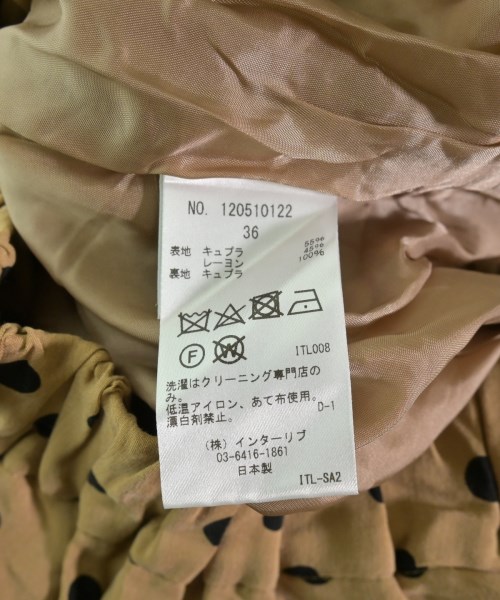 NO. 120510122
36
表地 キュプラ 55%
レーヨン 45%
裏地 キュプラ 100%
F W
ITL008
洗濯はクリーニング専門店の
み。
低温アイロン、あて布使用。
漂白剤禁止。 D-1
(株) インターリブ
03-6416-1861
日本製
ITL-SA2